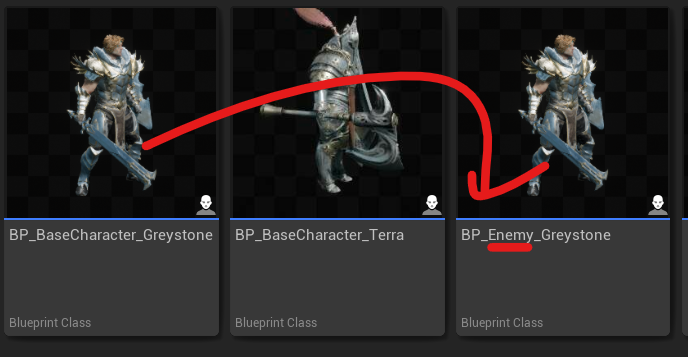 BP_BaseCharacter_Greystone
Blueprint Class
BP_BaseCharacter_Terra
Blueprint Class
BP_Enemy_Greystone
Blueprint Class